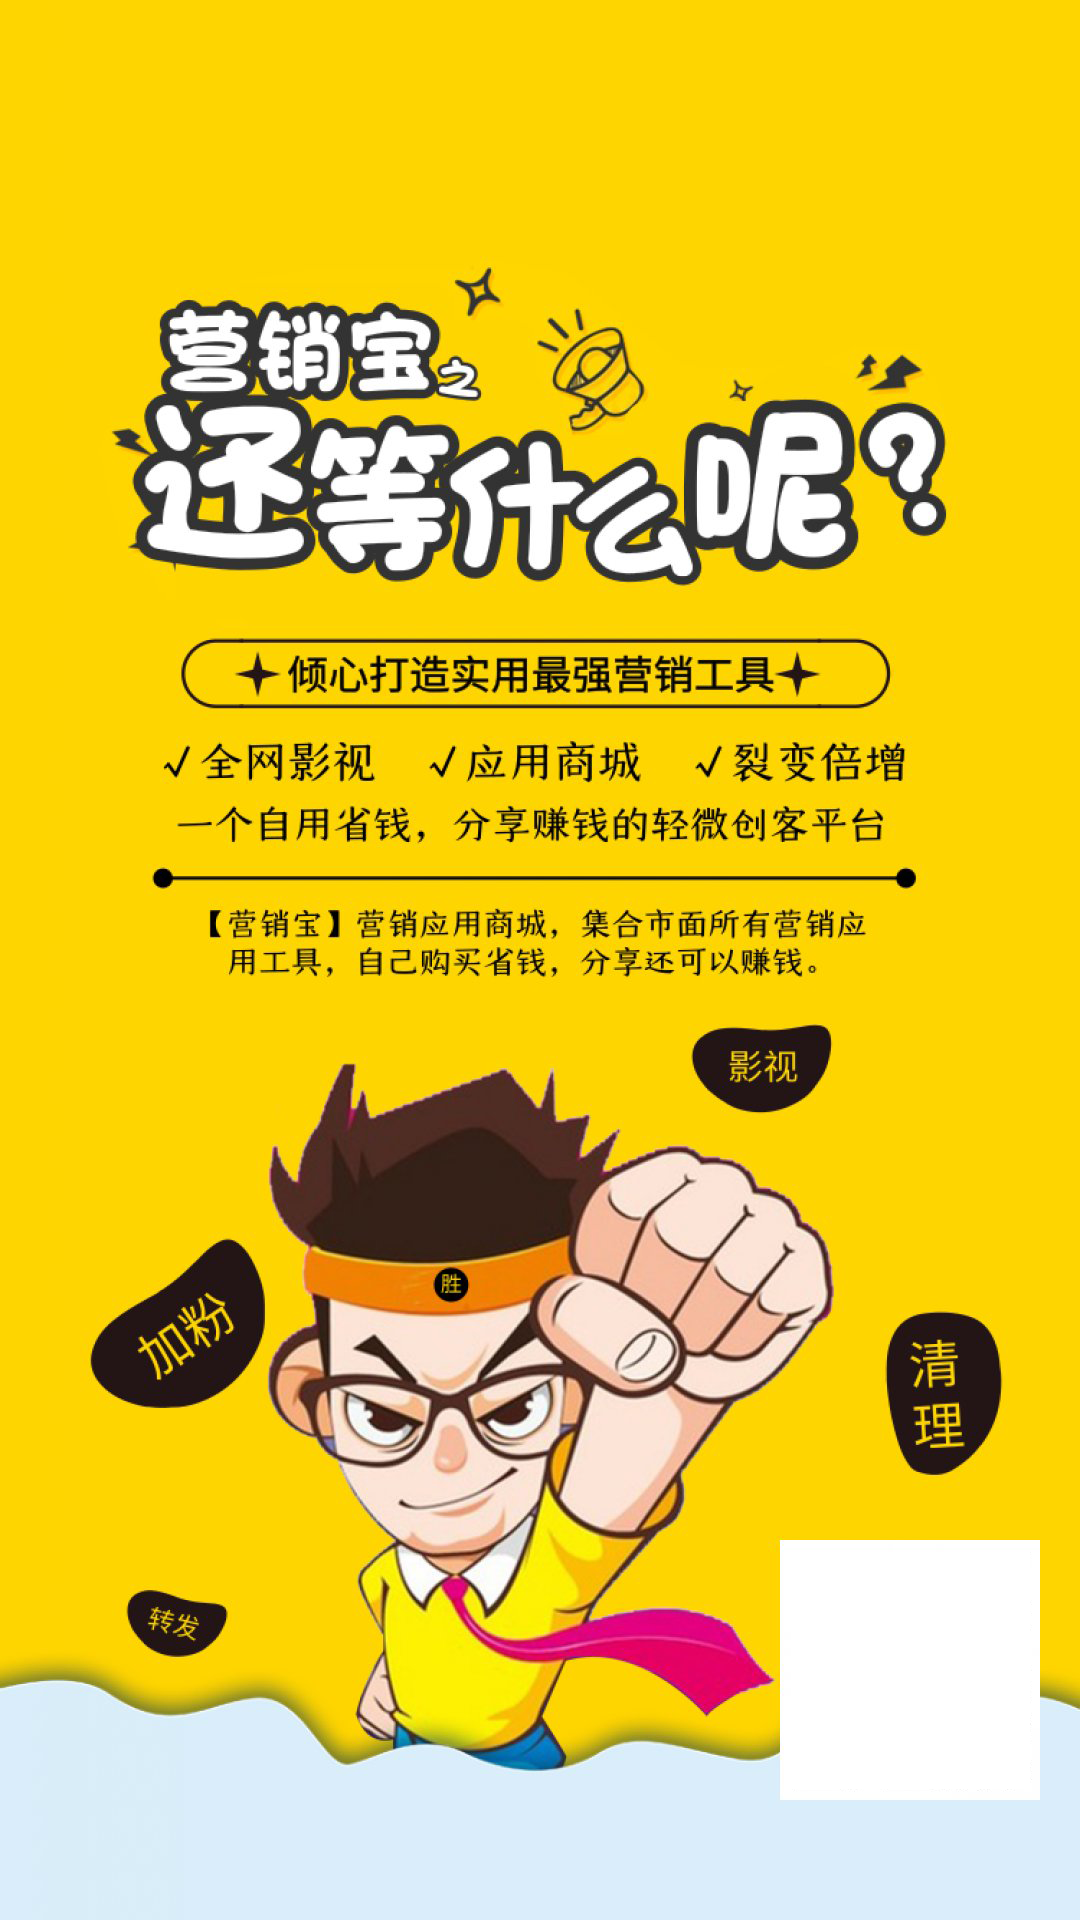 营销宝之
还等什么呢?
倾心打造实用最强营销工具
✓全网影视 ✓应用商城 ✓裂变倍增
一个自用省钱，分享赚钱的轻微创客平台
【营销宝】营销应用商城，集合市面所有营销应
用工具，自己购买省钱，分享还可以赚钱。
影视
加粉
胜
清
理
转发